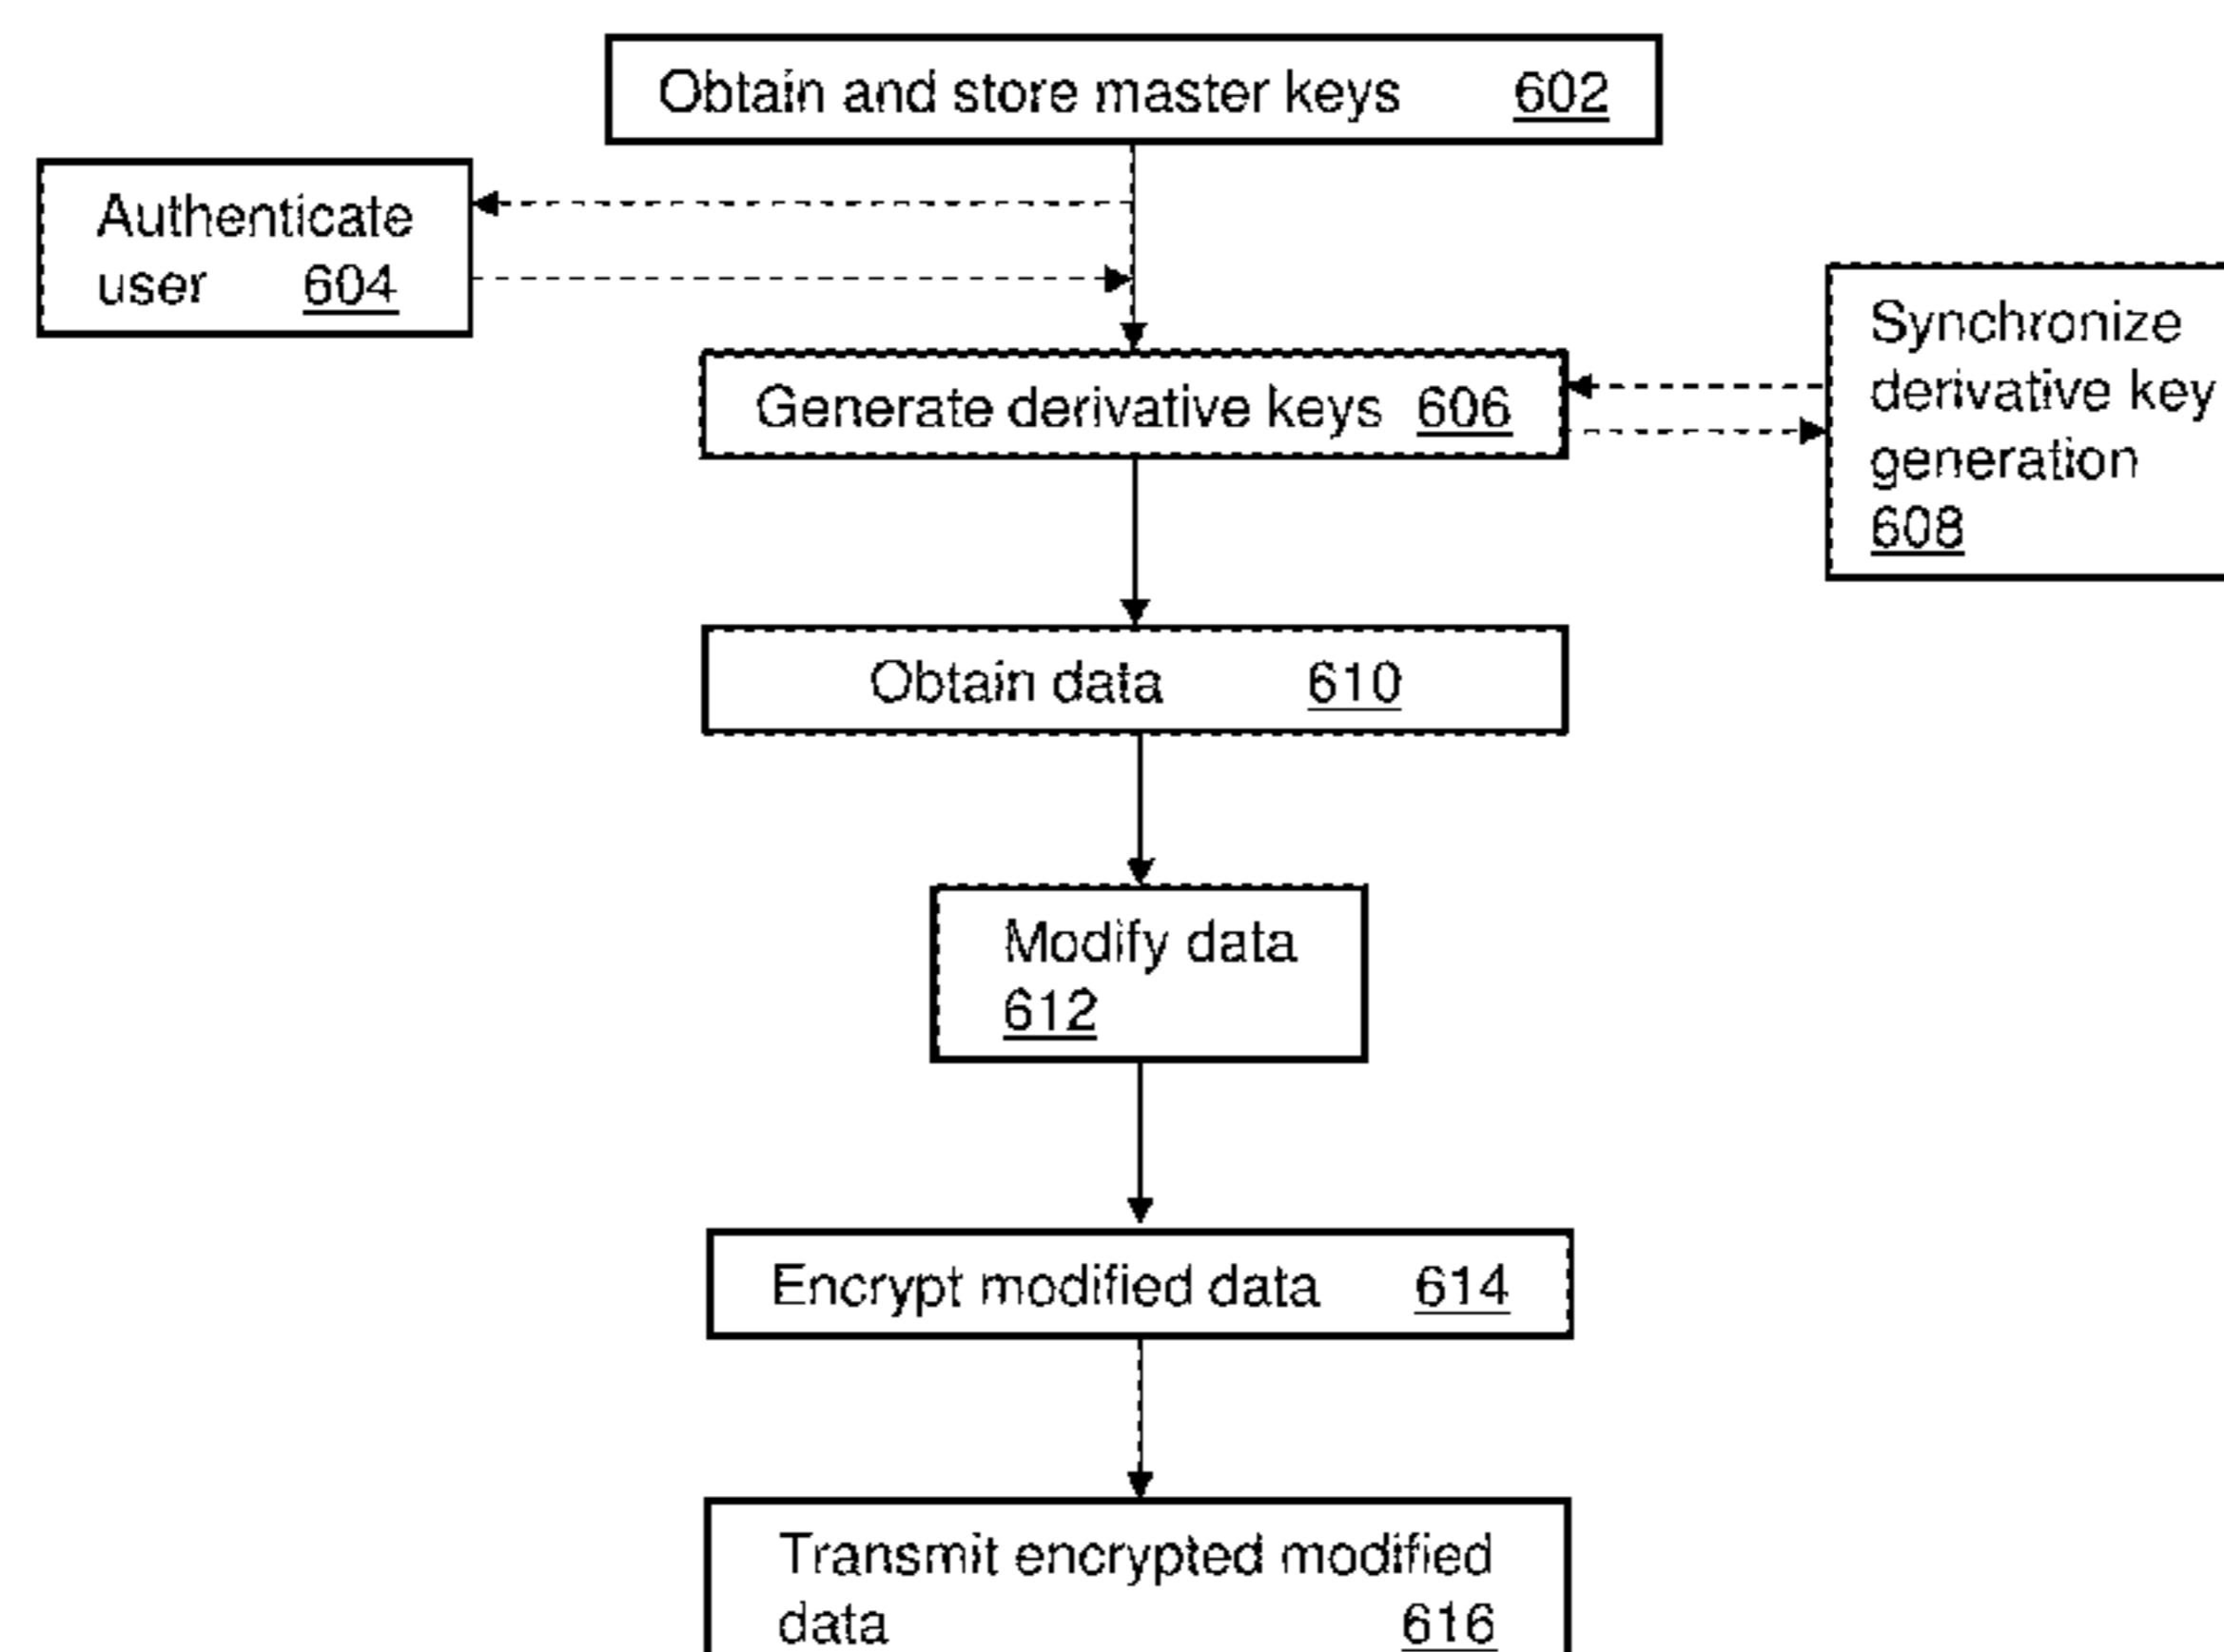 Obtain and store master keys 602
Authenticate
user 604
Synchronize
derivative key
generation
608
Generate derivative keys 606
Obtain data 610
Modify data
612
Encrypt modified data 614
Transmit encrypted modified
data 616